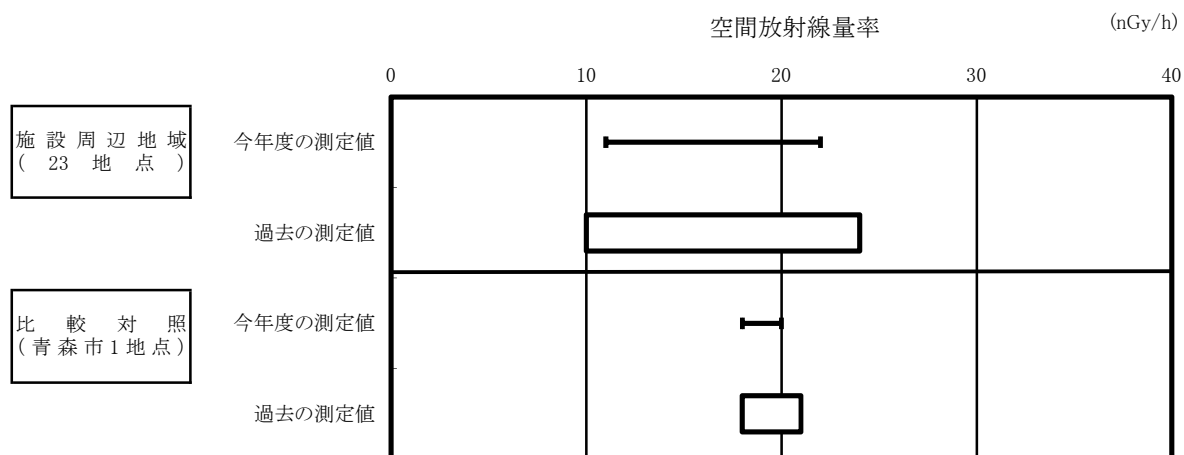 空間放射線量率
(nGy/h)
0 10 20 30 40
施設周辺地域
(23地点)
今年度の測定値
過去の測定値
比較対照
(青森市1地点)
今年度の測定値
過去の測定値